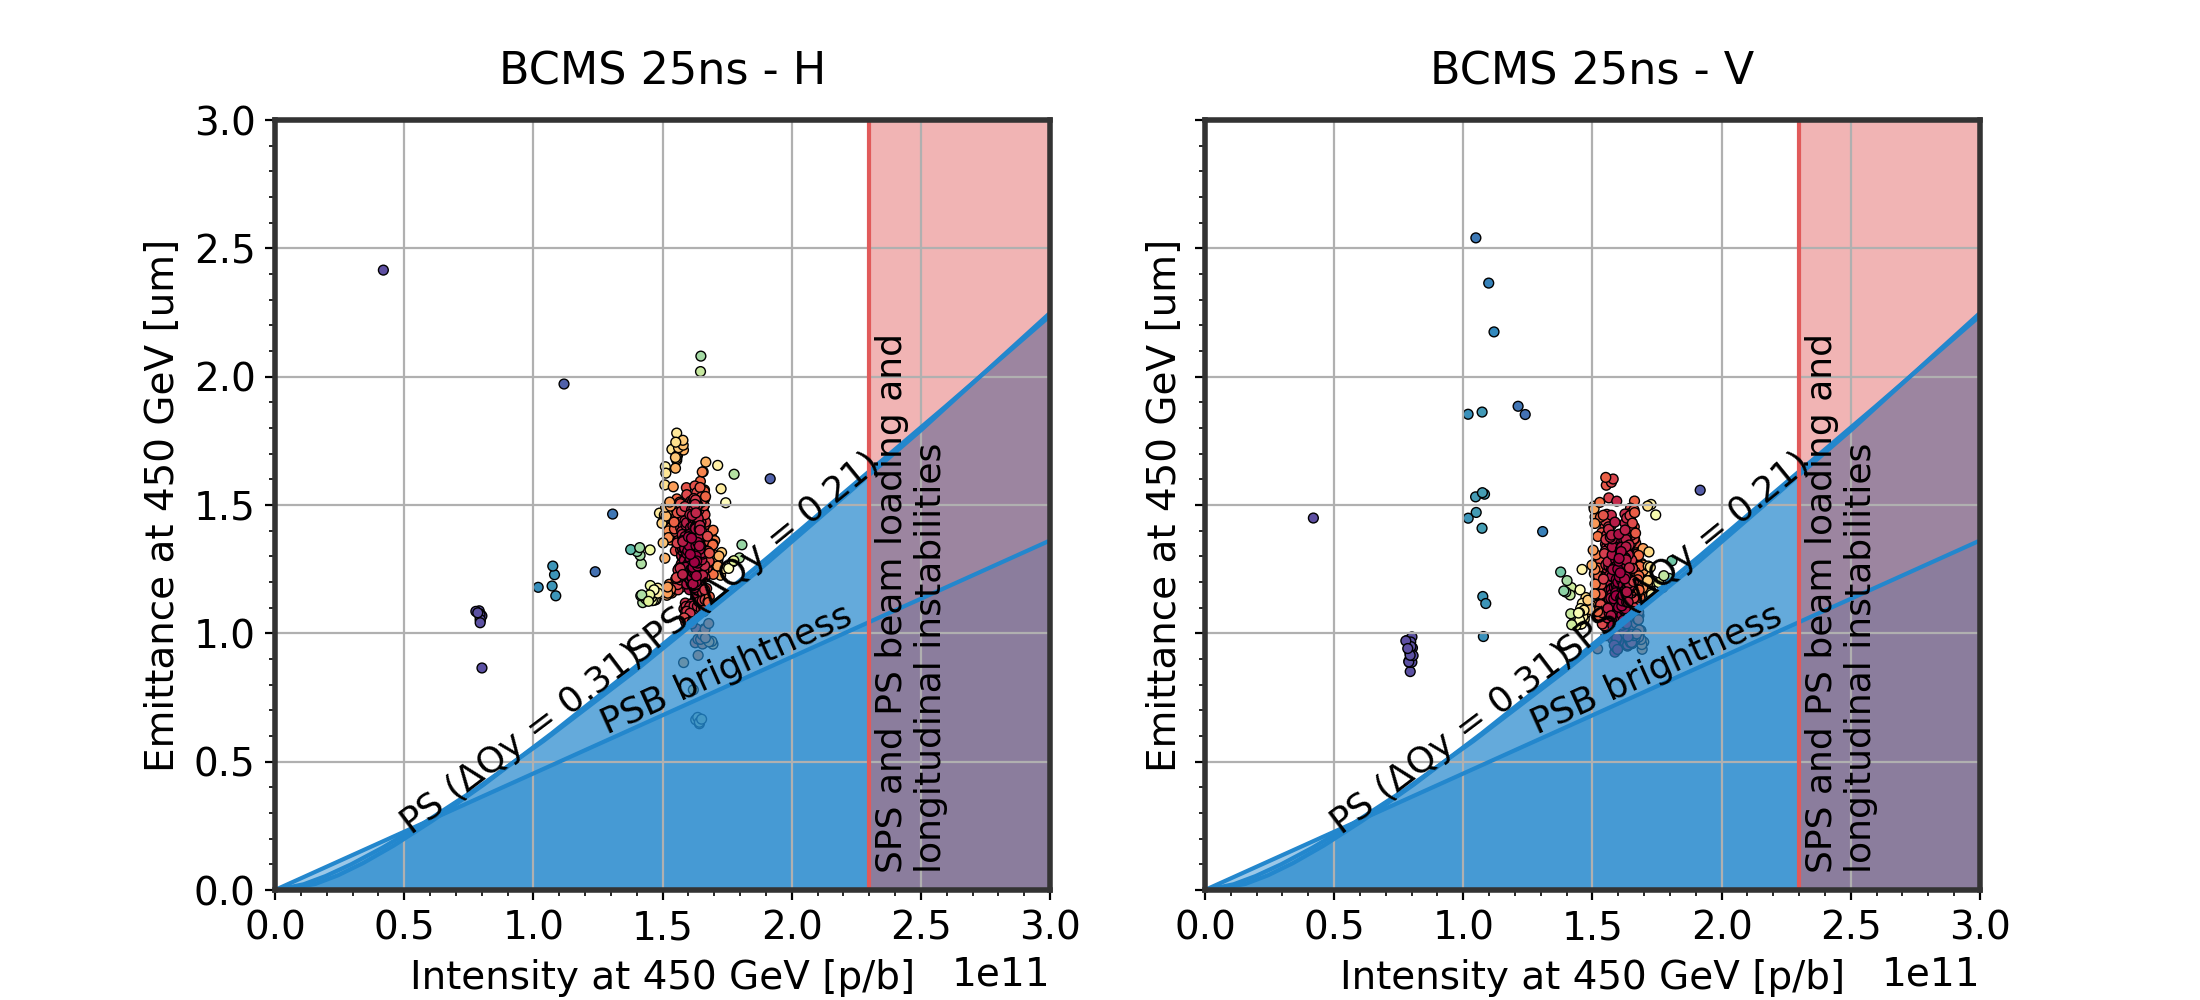 BCMS 25ns - H
BCMS 25ns - V
Emittance at 450 GeV [um]
3.0
2.5
2.0
1.5
1.0
0.5
0.0
PS (ΔQy = 0.31)
SPS (ΔQy = 0.21)
PSB brightness
SPS and PS beam loading and
longitudinal instabilities
0.0 0.5 1.0 1.5 2.0 2.5 3.0
Intensity at 450 GeV [p/b]
1e11
Emittance at 450 GeV [um]
PS (ΔQy = 0.31)
SPS (ΔQy = 0.21)
PSB brightness
SPS and PS beam loading and
longitudinal instabilities
0.0 0.5 1.0 1.5 2.0 2.5 3.0
Intensity at 450 GeV [p/b]
1e11